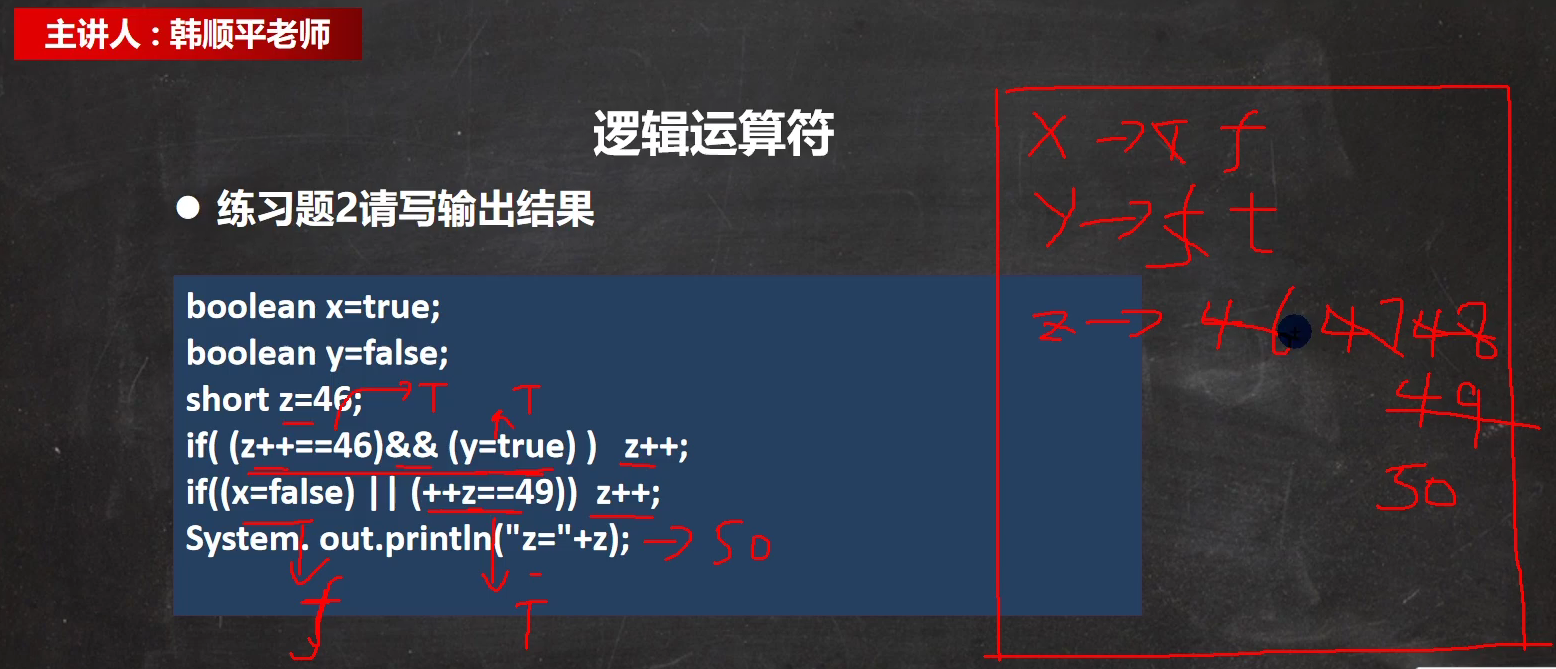 主讲人：韩顺平老师
逻辑运算符
● 练习题2请写输出结果
boolean x=true;
boolean y=false;
short z=46;
if( (z++==46)&& (y=true) ) z++;
if((x=false) || (++z==49)) z++;
System. out.println("z="+z);
→ 50
T
T
f
T
X → T f
Y → f t
z → 46 47 48
49
50